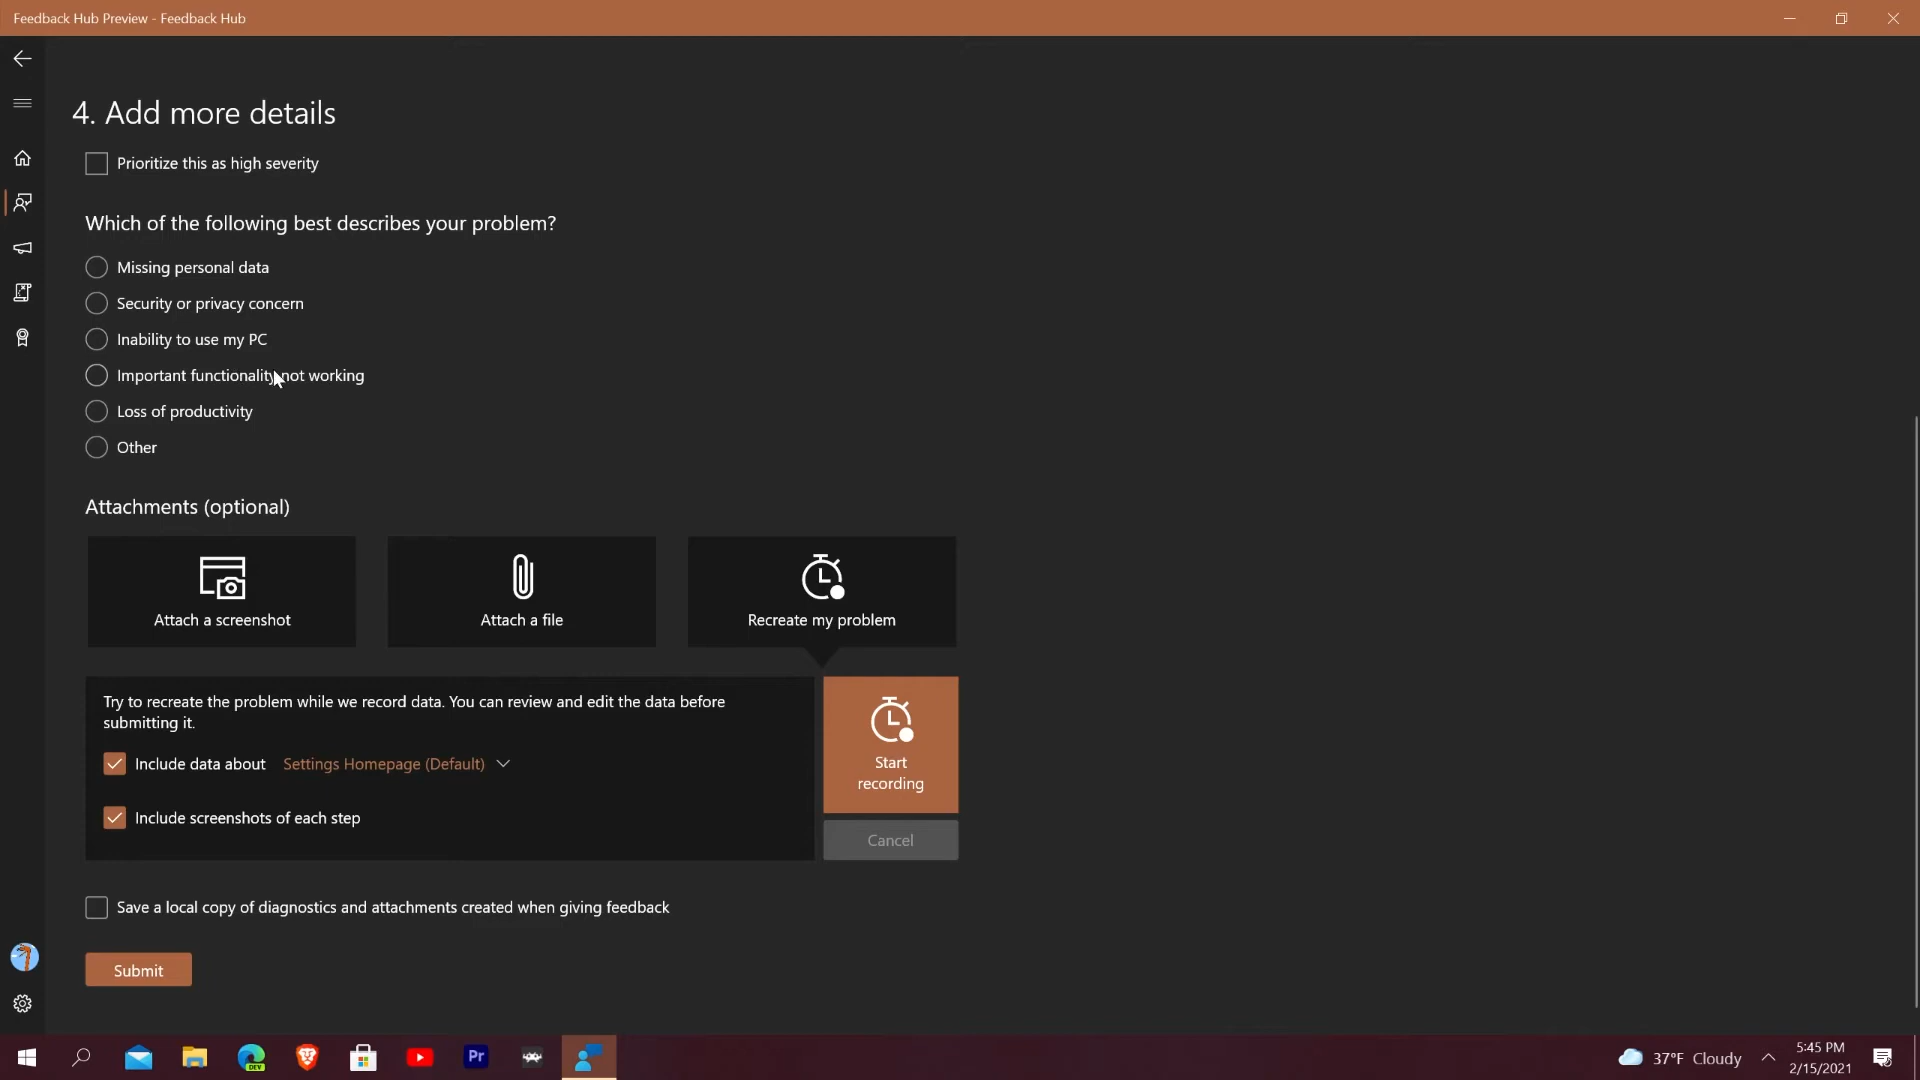 Feedback Hub Preview - Feedback Hub
4. Add more details
Prioritize this as high severity
Which of the following best describes your problem?
Missing personal data
Security or privacy concern
Inability to use my PC
Important functionality not working
Loss of productivity
Other
Attachments (optional)
Attach a screenshot
Attach a file
Recreate my problem
Try to recreate the problem while we record data. You can review and edit the data before
submitting it.
Include data about Settings Homepage (Default)
Include screenshots of each step
Start
recording
Cancel
Save a local copy of diagnostics and attachments created when giving feedback
Submit
DEV
Pr
37°F Cloudy
5:45 PM
2/15/2021